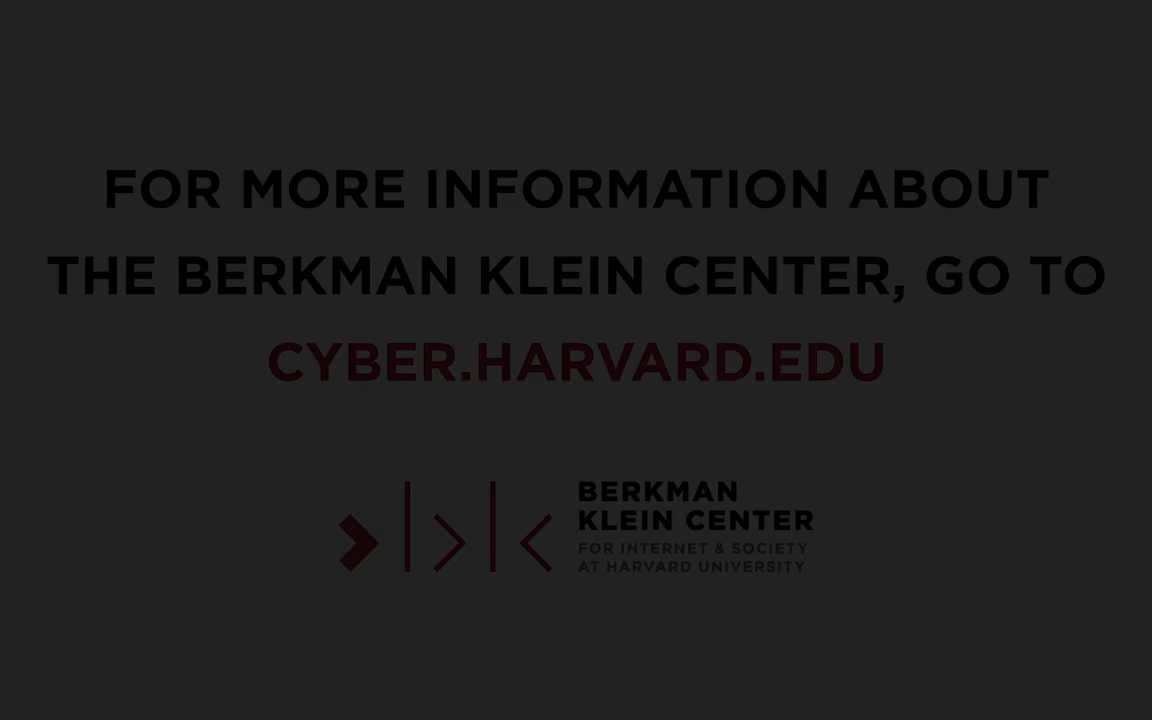 FOR MORE INFORMATION ABOUT
THE BERKMAN KLEIN CENTER, GO TO
CYBER.HARVARD.EDU
BERKMAN
KLEIN CENTER
FOR INTERNET & SOCIETY
AT HARVARD UNIVERSITY